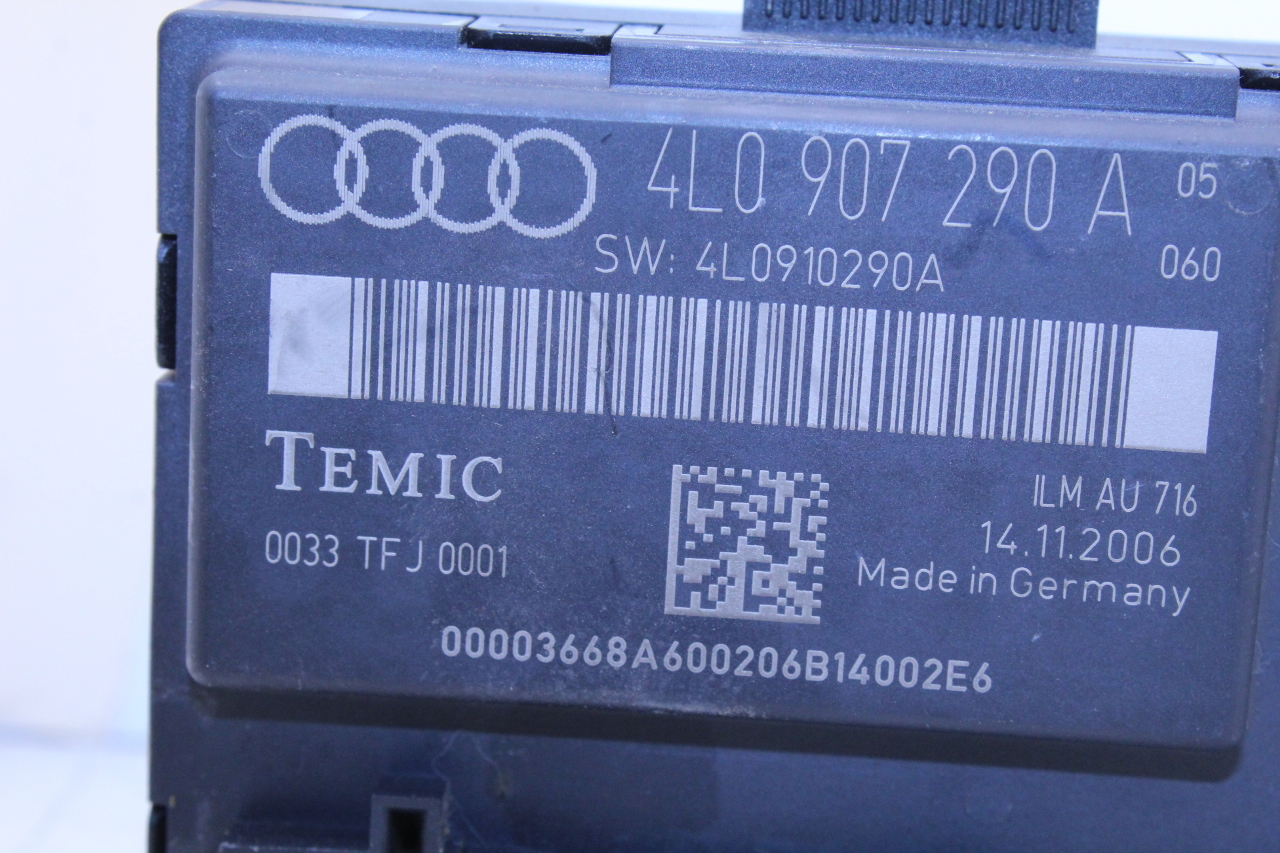 4L0 907 290 A 05
SW: 4L0910290A 060
TEMIC
0033 TFJ 0001
ILM AU 716
14.11.2006
Made in Germany
00003668A600206B14002E6